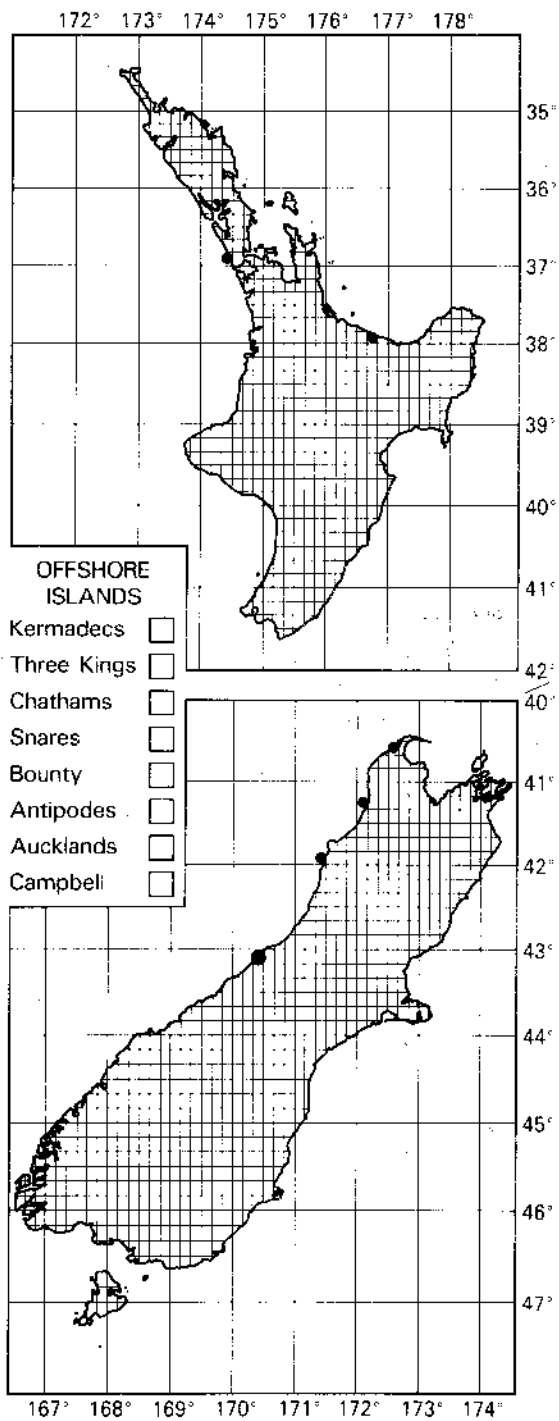 172° 173° 174° 175° 176° 177° 178°
35°
36°
37°
38°
39°
40°
41°
42°
OFFSHORE
ISLANDS
Kermadecs
Three Kings
Chathams
Snares
Bounty
Antipodes
Aucklands
Campbell
40°
41°
42°
43°
44°
45°
46°
47°
167° 168° 169° 170° 171° 172° 173° 174°